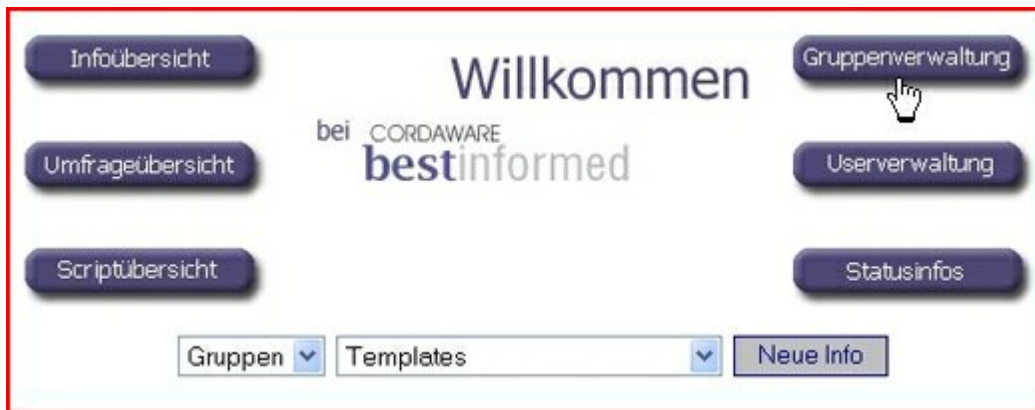 Infoübersicht
Willkommen
Gruppenverwaltung
bei CORDAWARE
bestinformed
Umfrageübersicht
Userverwaltung
Scriptübersicht
Statusinfos
Gruppen
Templates
Neue Info